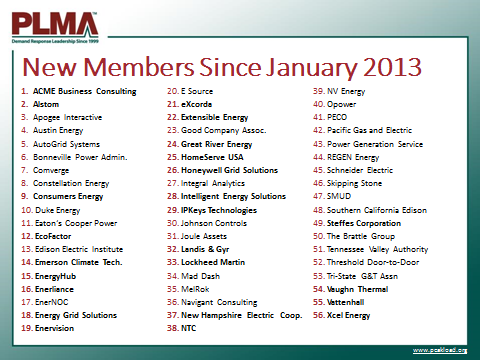 PLMA
Demand Response Leadership Since 1999
New Members Since January 2013
1. ACME Business Consulting
2. Alstom
3. Apogee Interactive
4. Austin Energy
5. AutoGrid Systems
6. Bonneville Power Admin.
7. Comverge
8. Constellation Energy
9. Consumers Energy
10. Duke Energy
11. Eaton's Cooper Power
12. EcoFactor
13. Edison Electric Institute
14. Emerson Climate Tech.
15. EnergyHub
16. Enerliance
17. EnerNOC
18. Energy Grid Solutions
19. Enervision
20. E Source
21. eXcorda
22. Extensible Energy
23. Good Company Assoc.
24. Great River Energy
25. HomeServe USA
26. Honeywell Grid Solutions
27. Integral Analytics
28. Intelligent Energy Solutions
29. IPKeys Technologies
30. Johnson Controls
31. Joule Assets
32. Landis & Gyr
33. Lockheed Martin
34. Mad Dash
35. MelRok
36. Navigant Consulting
37. New Hampshire Electric Coop.
38. NTC
39. NV Energy
40. Opower
41. PECO
42. Pacific Gas and Electric
43. Power Generation Service
44. REGEN Energy
45. Schneider Electric
46. Skipping Stone
47. SMUD
48. Southern California Edison
49. Steffes Corporation
50. The Brattle Group
51. Tennessee Valley Authority
52. Threshold Door-to-Door
53. Tri-State G&T Assn
54. Vaughn Thermal
55. Vattenhall
56. Xcel Energy
www.peakload.org